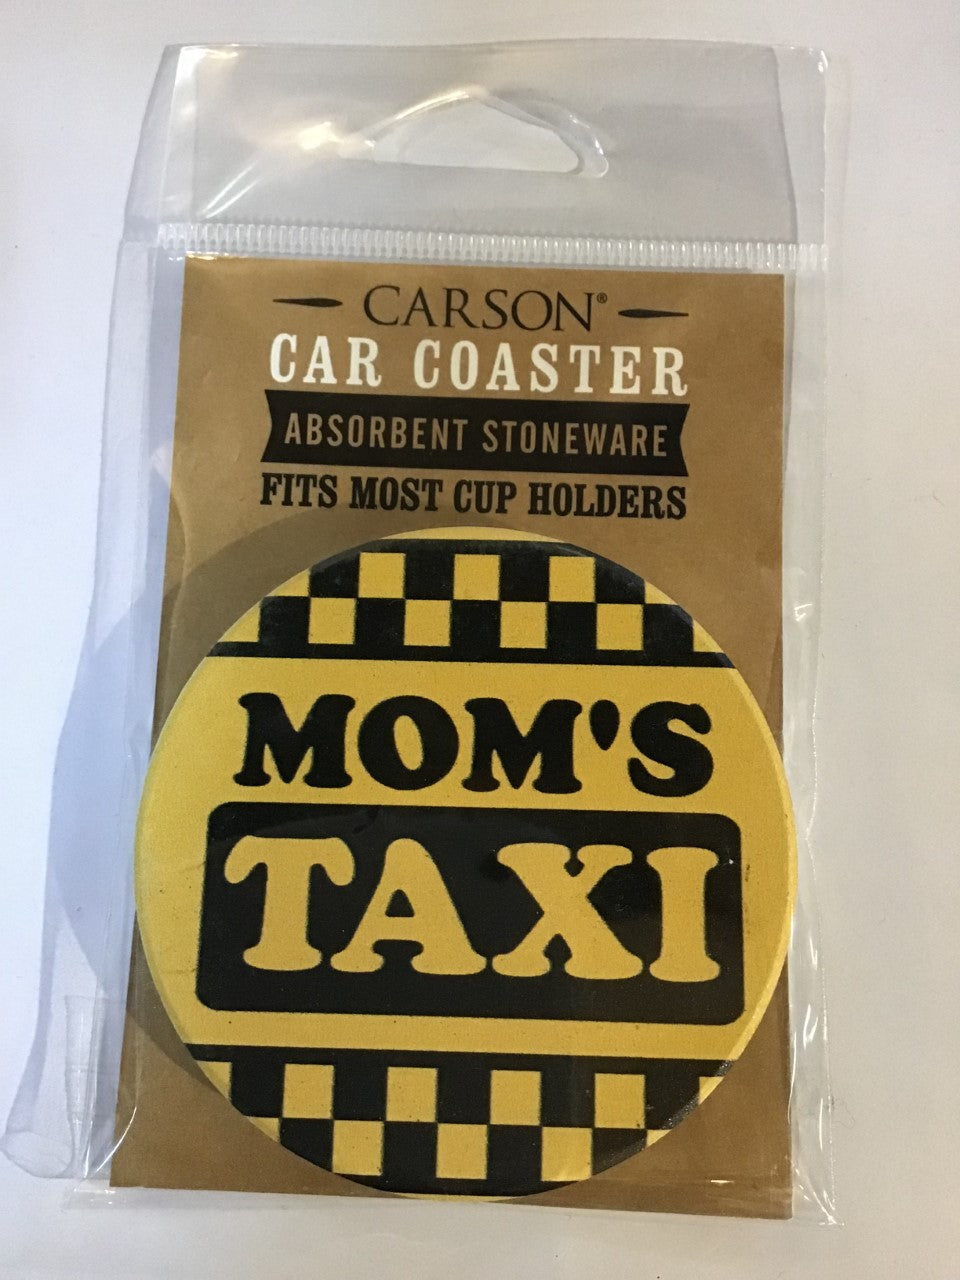 CARSON®
CAR COASTER
ABSORBENT STONEWARE
FITS MOST CUP HOLDERS
MOM'S
TAXI